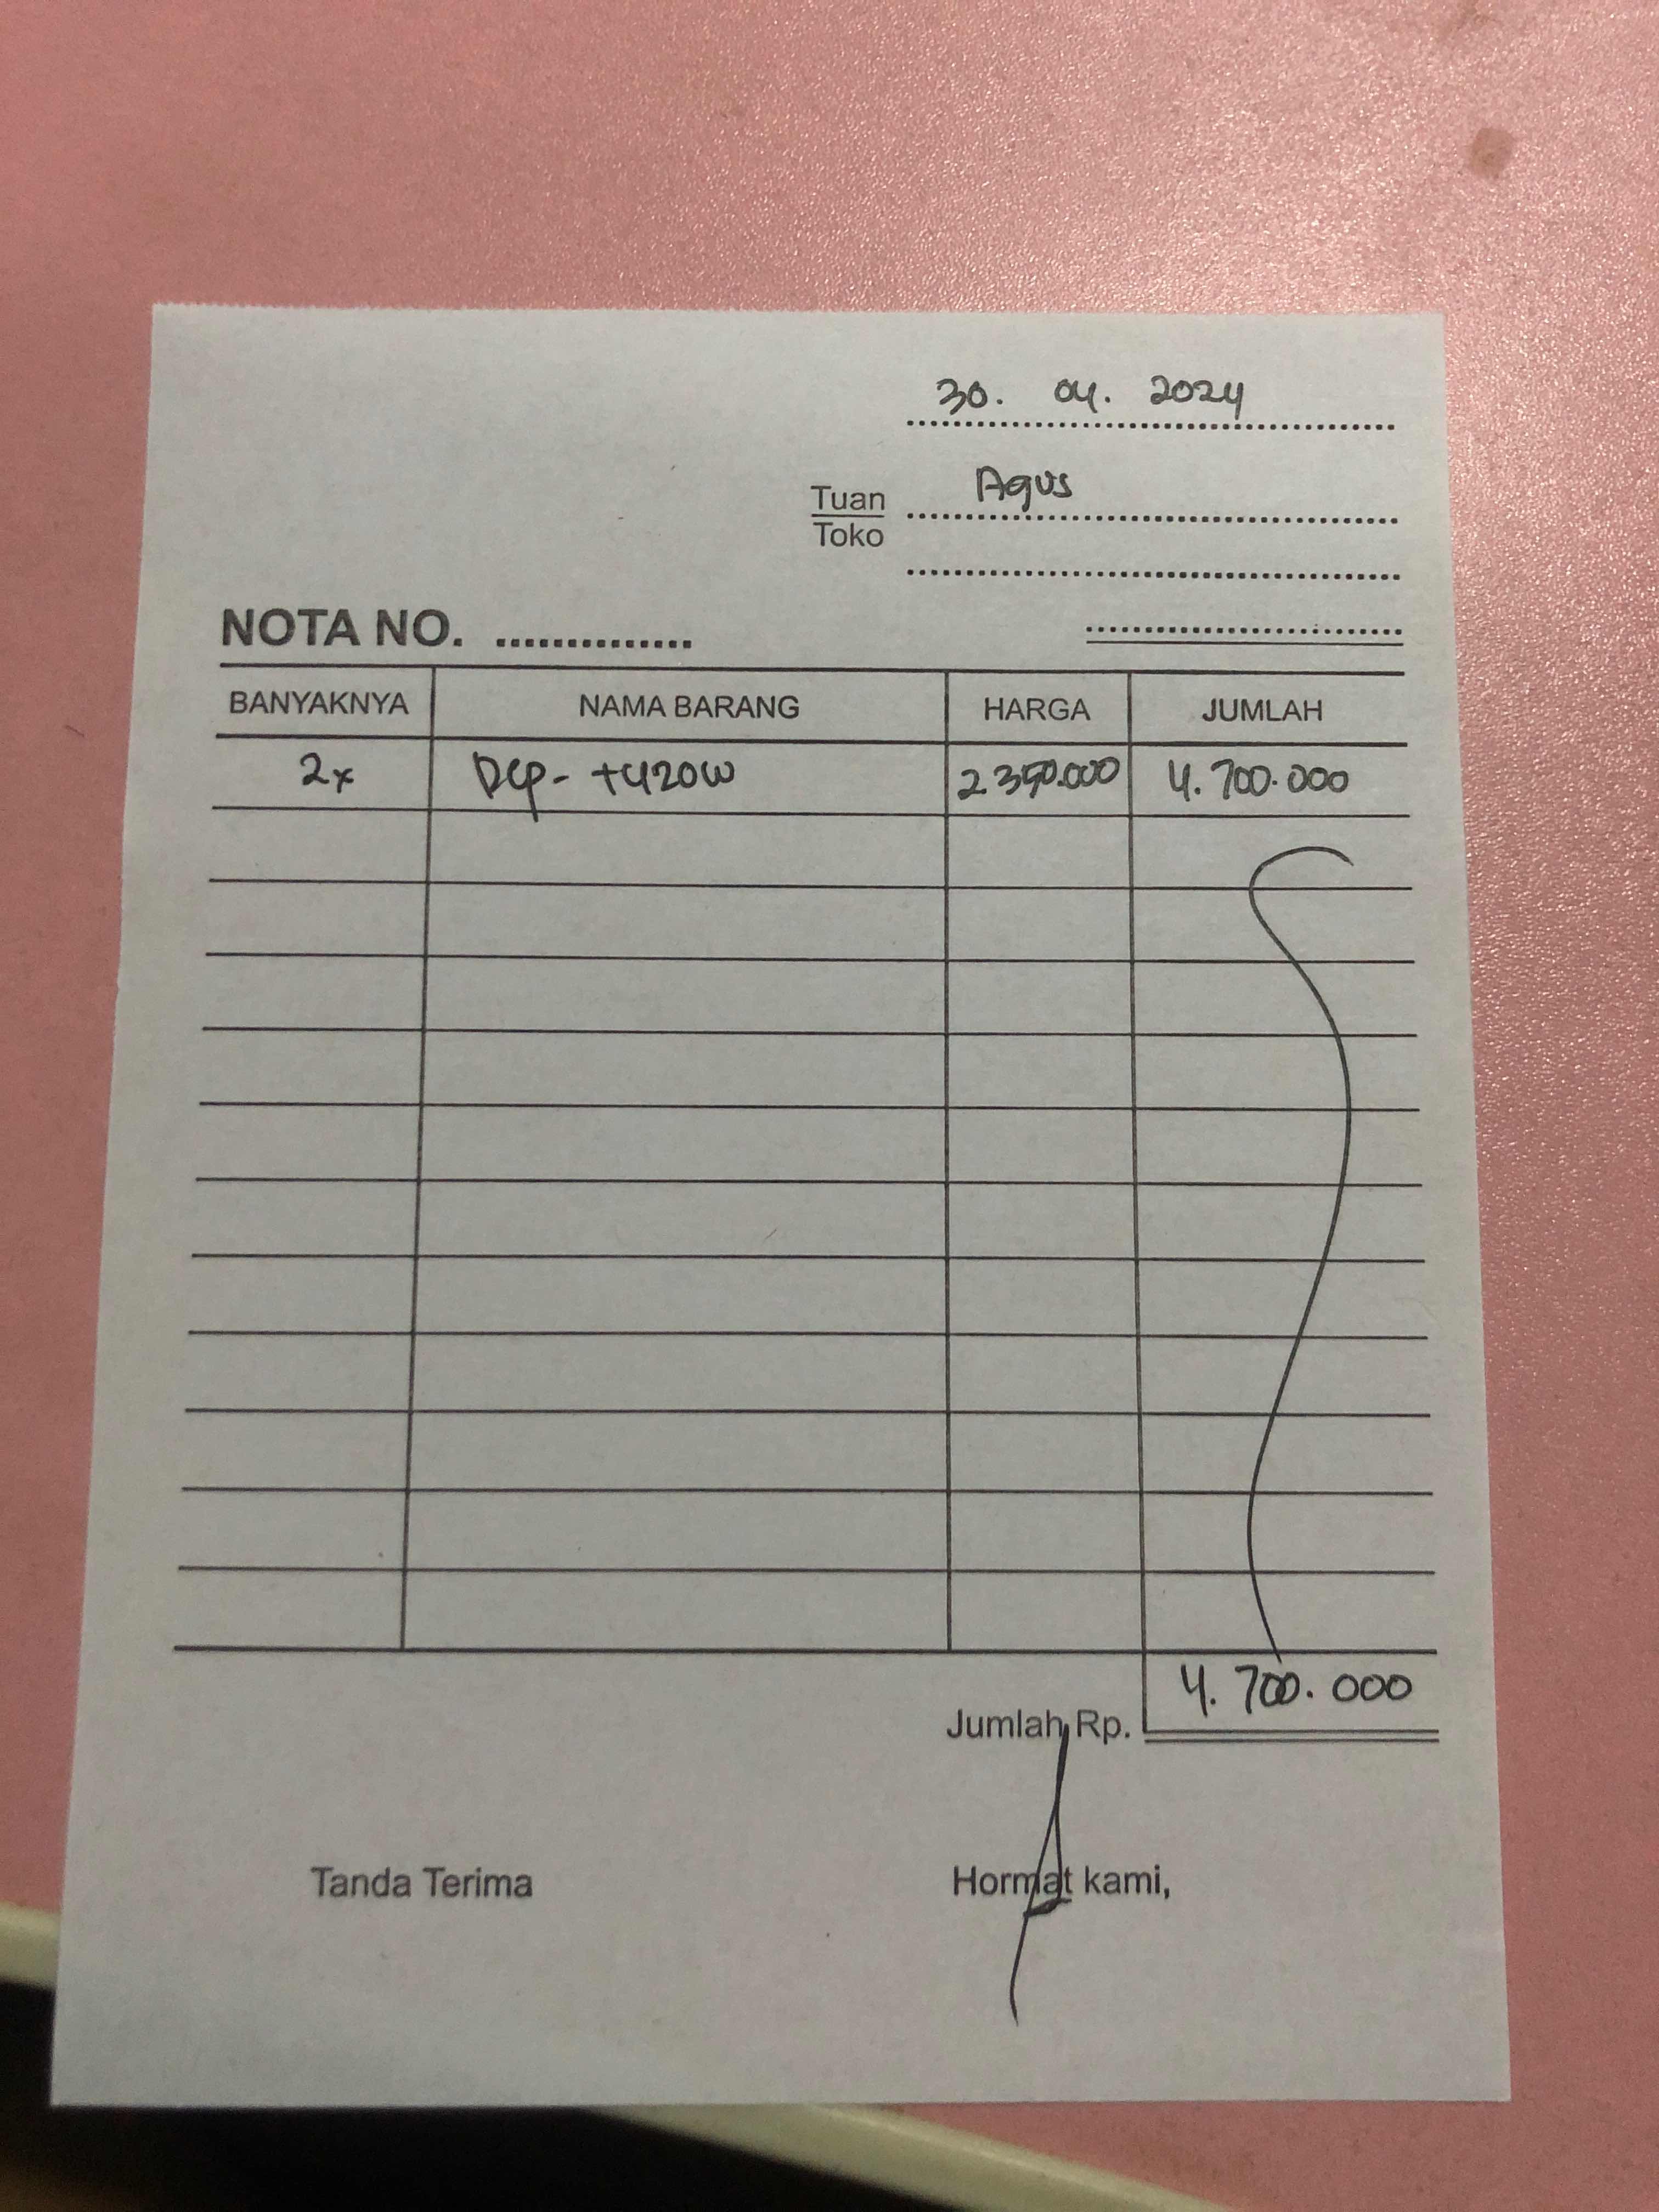 30. 04. 2024
Tuan Agus
Toko
NOTA NO. ..............
BANYAKNYA NAMA BARANG HARGA JUMLAH
2x DCP- T420W 2.350.000 4.700.000
Jumlah Rp. 4.700.000
Tanda Terima Hormat kami,